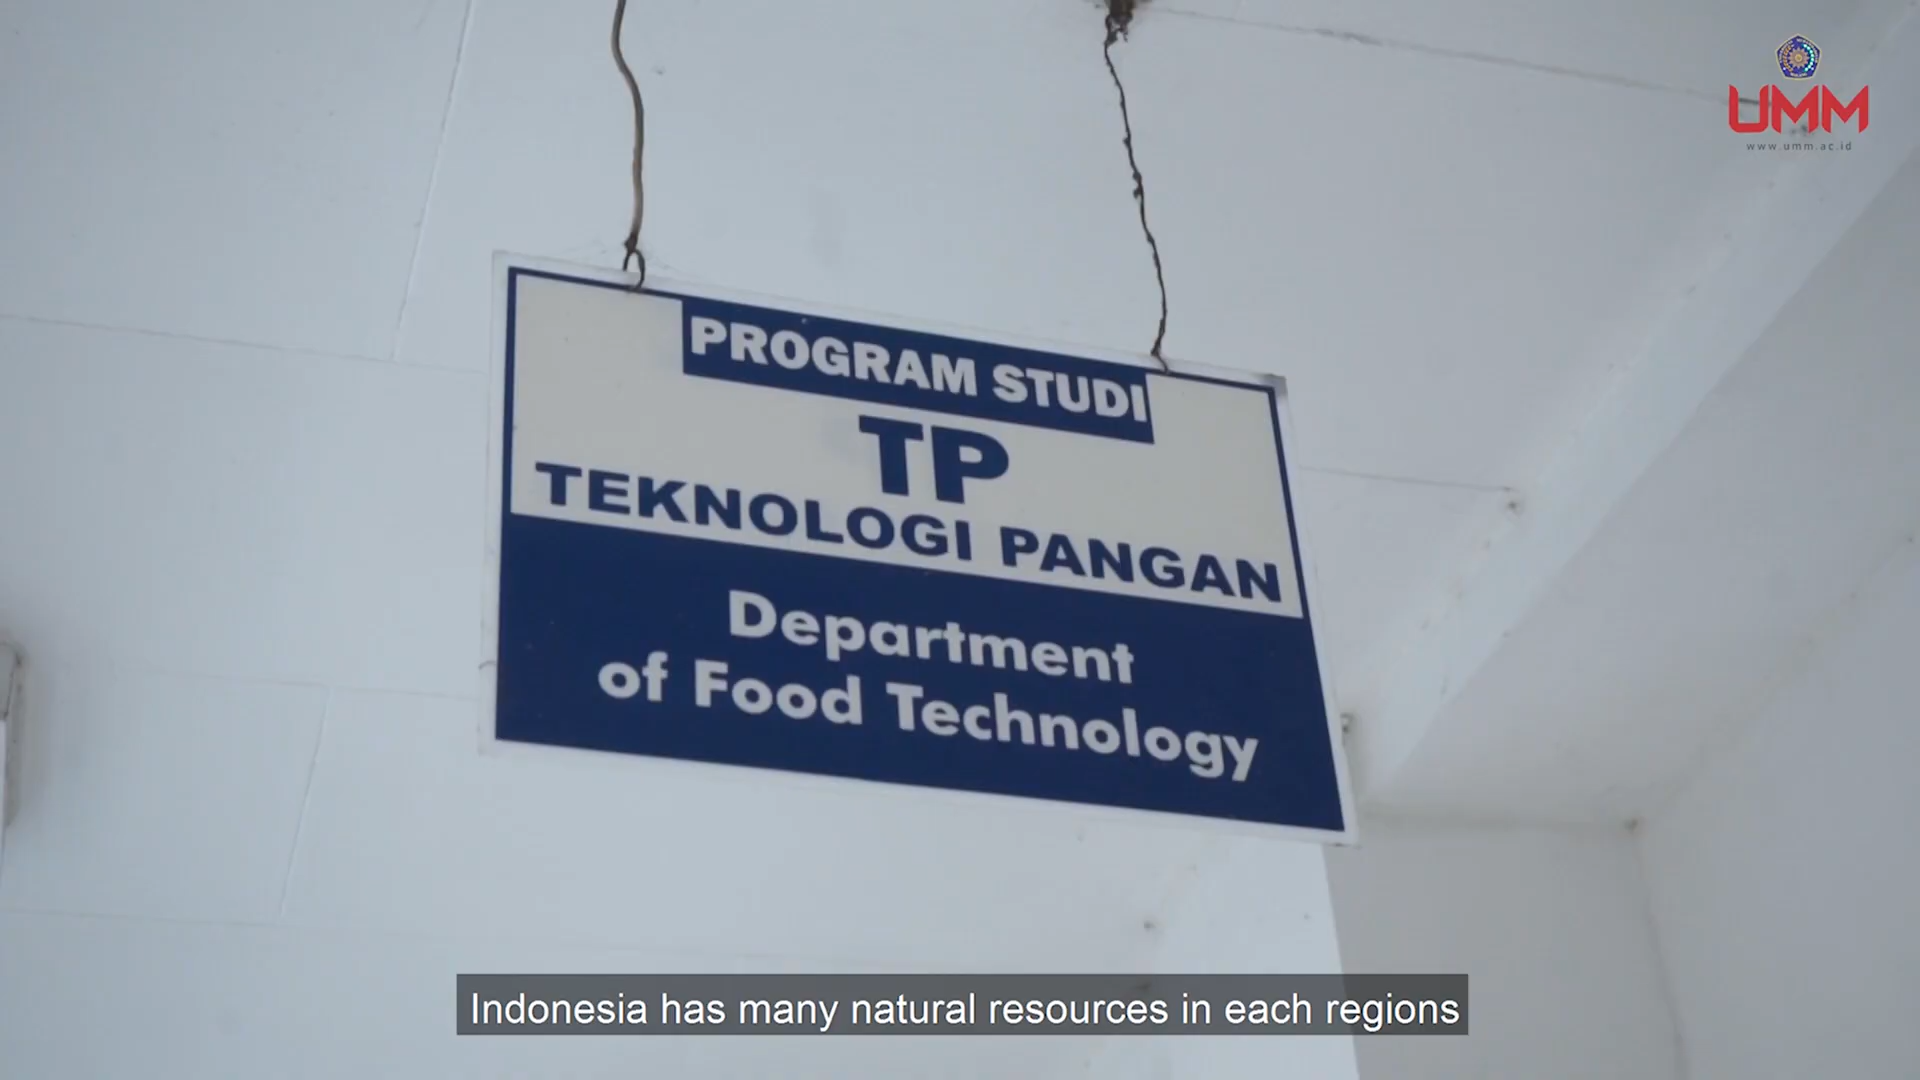 UMM
www.umm.ac.id
PROGRAM STUDI
TP
TEKNOLOGI PANGAN
Department
of Food Technology
Indonesia has many natural resources in each regions